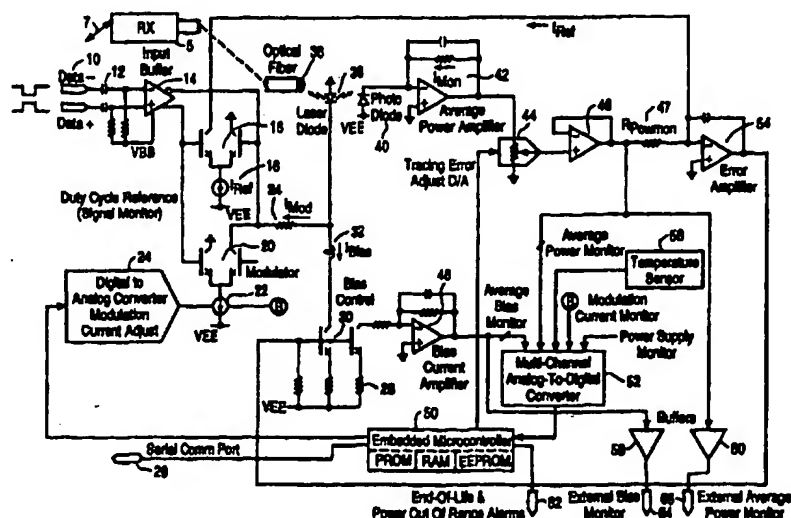 7
RX
5
Input
Buffer
10
Data-
12
14
Data+
VBB
16
18
IRef
VEE
Duty Cycle Reference
(Signal Monitor)
Optical
Fiber
38
36
Laser
Diode
Photo
Diode
VEE
40
IMon
42
Average
Power Amplifier
IRef
44
46
47
RPowmon
54
Error
Amplifier
Tracing Error
Adjust D/A
34
IMod
32
IBias
20
Modulator
22
VEE
B
24
Digital to
Analog Converter
Modulation
Current Adjust
Bias
Control
30
28
VEE
48
Bias
Current
Amplifier
Average
Bias
Monitor
Average
Power Monitor
58
Temperature
Sensor
B
Modulation
Current Monitor
Power Supply
Monitor
Multi-Channel
Analog-To-Digital
Converter
52
50
Embedded Microcontroller
PROM
RAM
EEPROM
Serial Comm Port
29
Buffers
60
End-Of-Life &
Power Out Of Range Alarms
62
External Bias
Monitor
64
66
External Average
Power Monitor